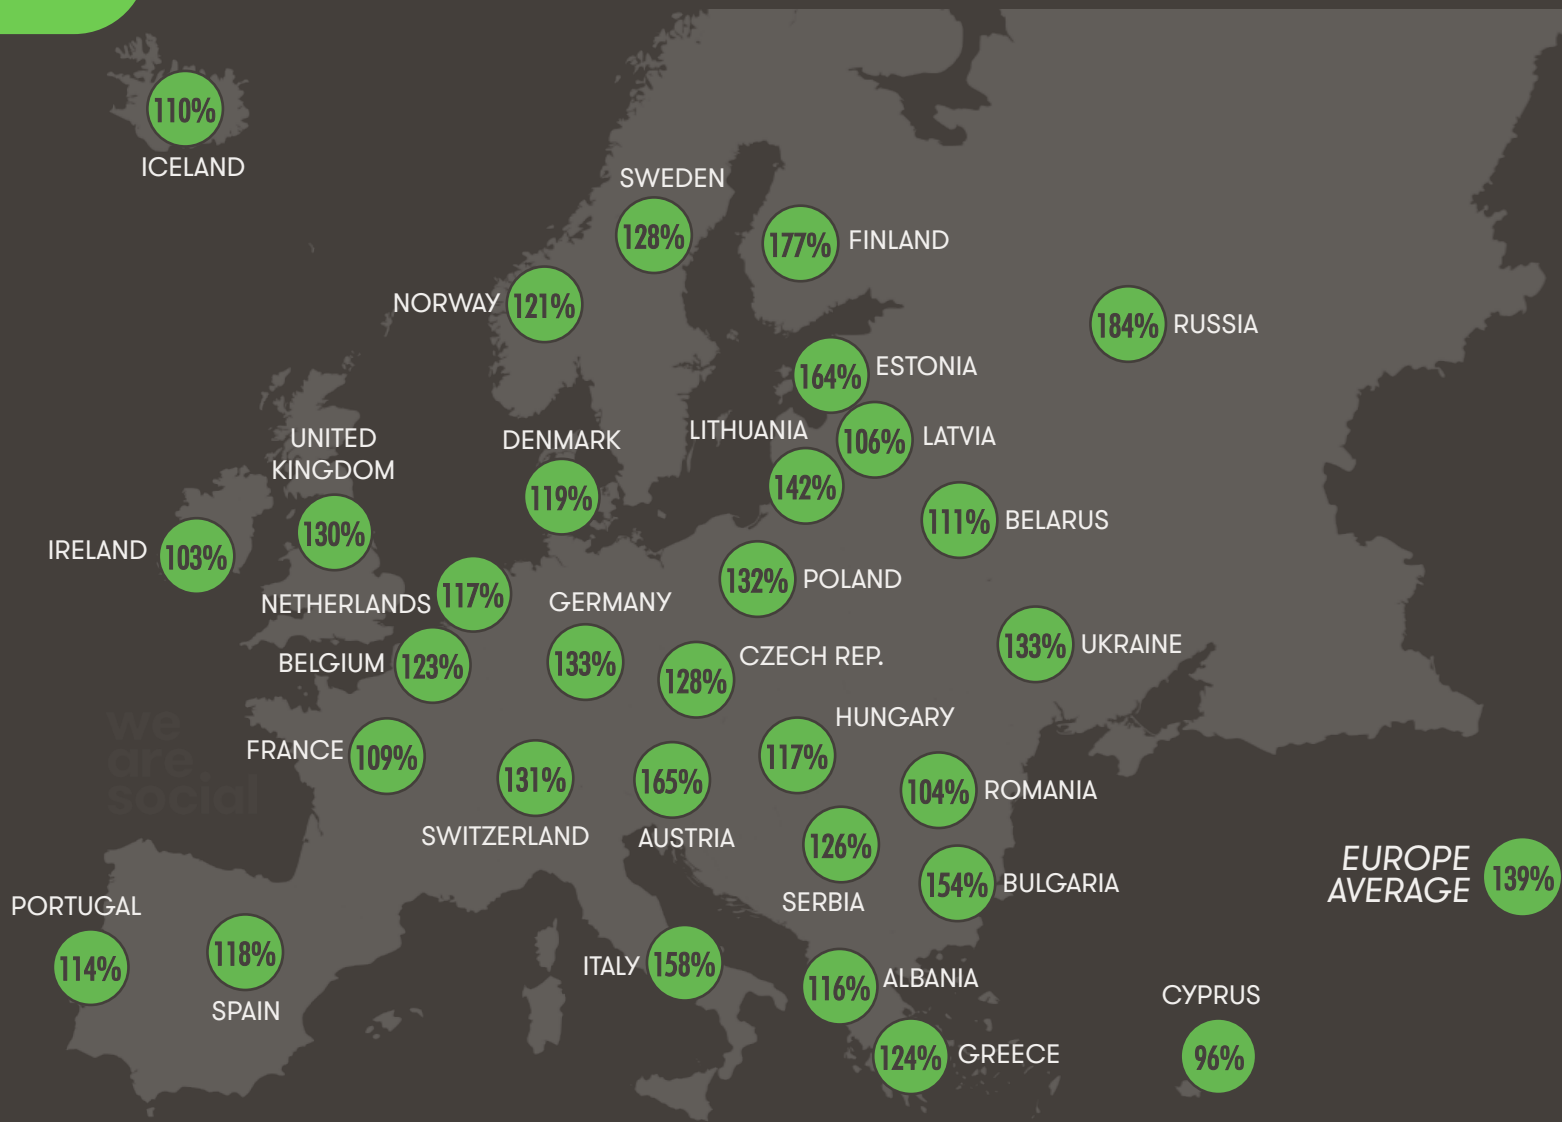 110%
ICELAND
SWEDEN
128%
177% FINLAND
NORWAY 121%
184% RUSSIA
164% ESTONIA
LITHUANIA
106% LATVIA
142%
UNITED
KINGDOM
130%
DENMARK
119%
111% BELARUS
IRELAND 103%
132% POLAND
NETHERLANDS 117%
GERMANY
133%
133% UKRAINE
BELGIUM 123%
128% CZECH REP.
we
are
social
HUNGARY
117%
FRANCE 109%
131%
SWITZERLAND
165%
AUSTRIA
104% ROMANIA
126%
SERBIA
154% BULGARIA
EUROPE
AVERAGE 139%
PORTUGAL
114%
118%
SPAIN
ITALY 158%
116% ALBANIA
CYPRUS
96%
124% GREECE